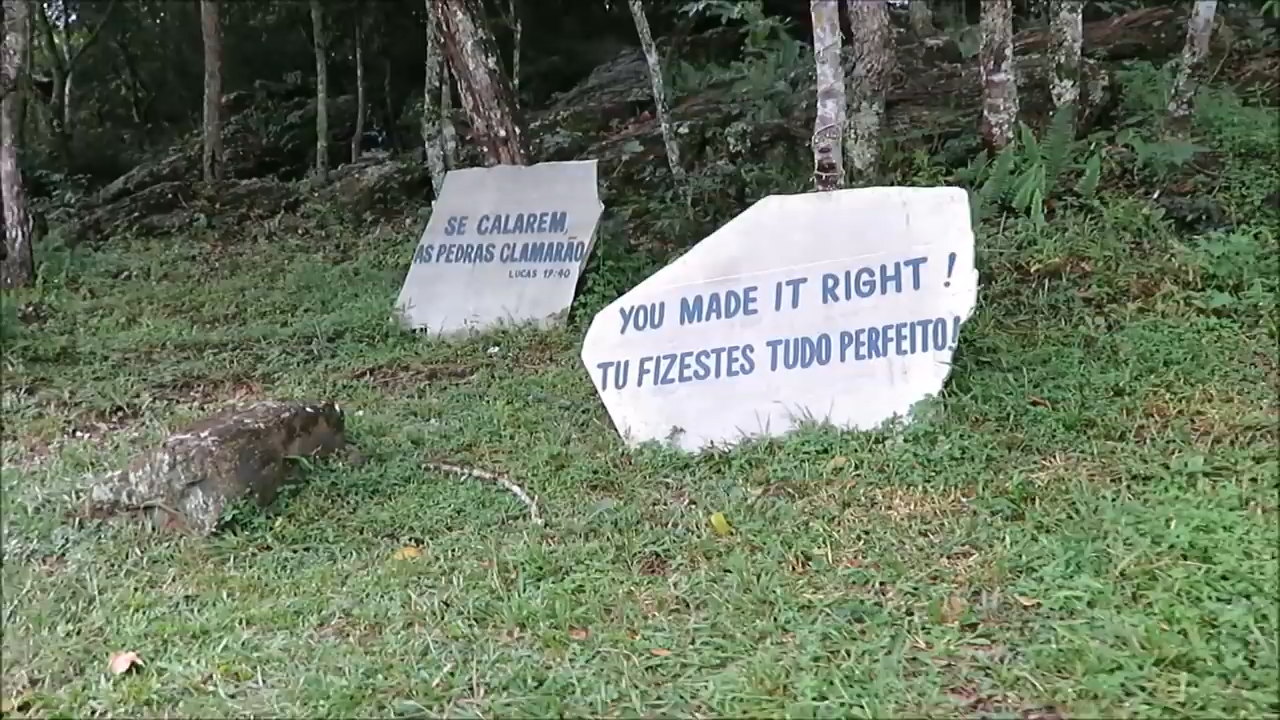 SE CALAREM,
AS PEDRAS CLAMARÃO
LUCAS 19:40
YOU MADE IT RIGHT !
TU FIZESTES TUDO PERFEITO!